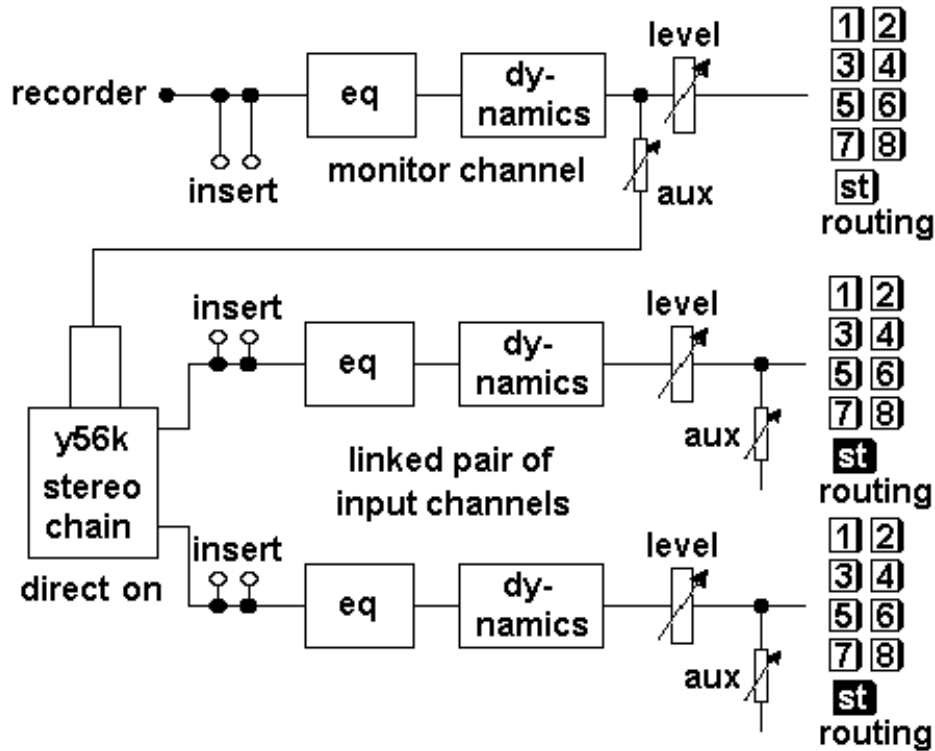 level
1 2
3 4
5 6
7 8
st
routing
recorder
eq
dy-
namics
insert
monitor channel
aux
insert
level
1 2
3 4
5 6
7 8
st
routing
eq
dy-
namics
aux
y56k
stereo
chain
direct on
linked pair of
input channels
insert
level
1 2
3 4
5 6
7 8
st
routing
eq
dy-
namics
aux